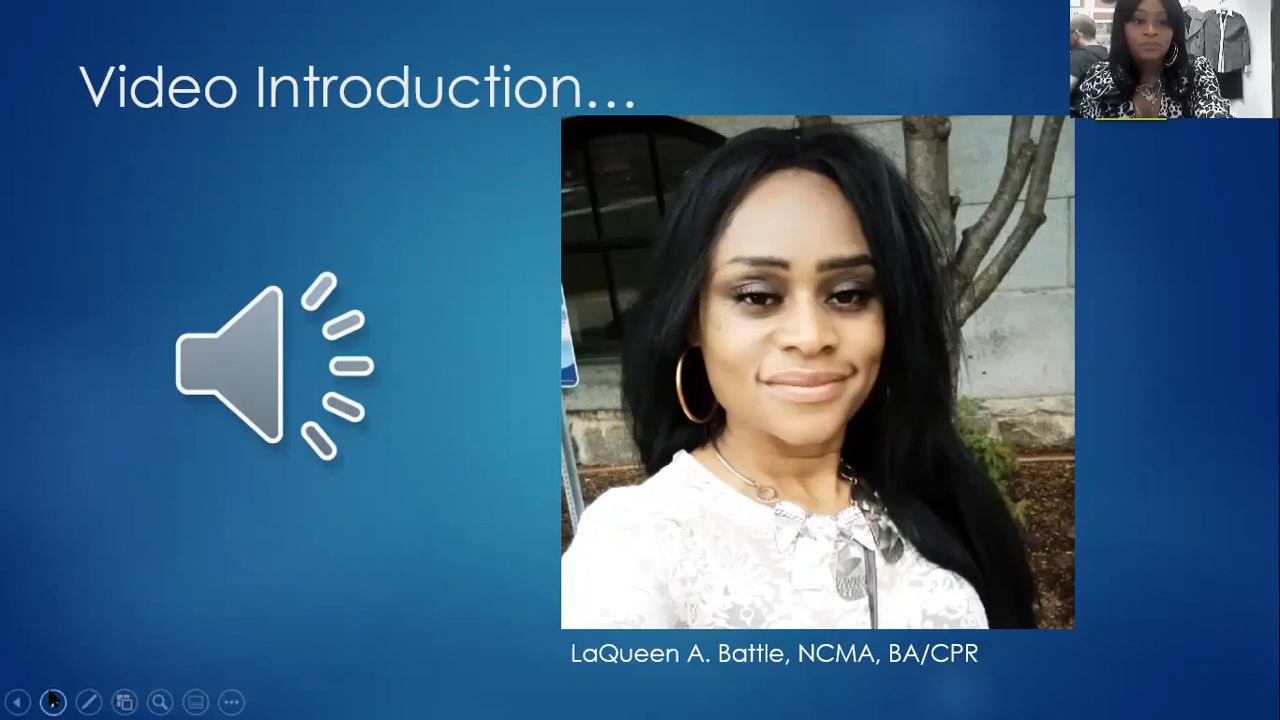 Video Introduction...
LaQueen A. Battle, NCMA, BA/CPR